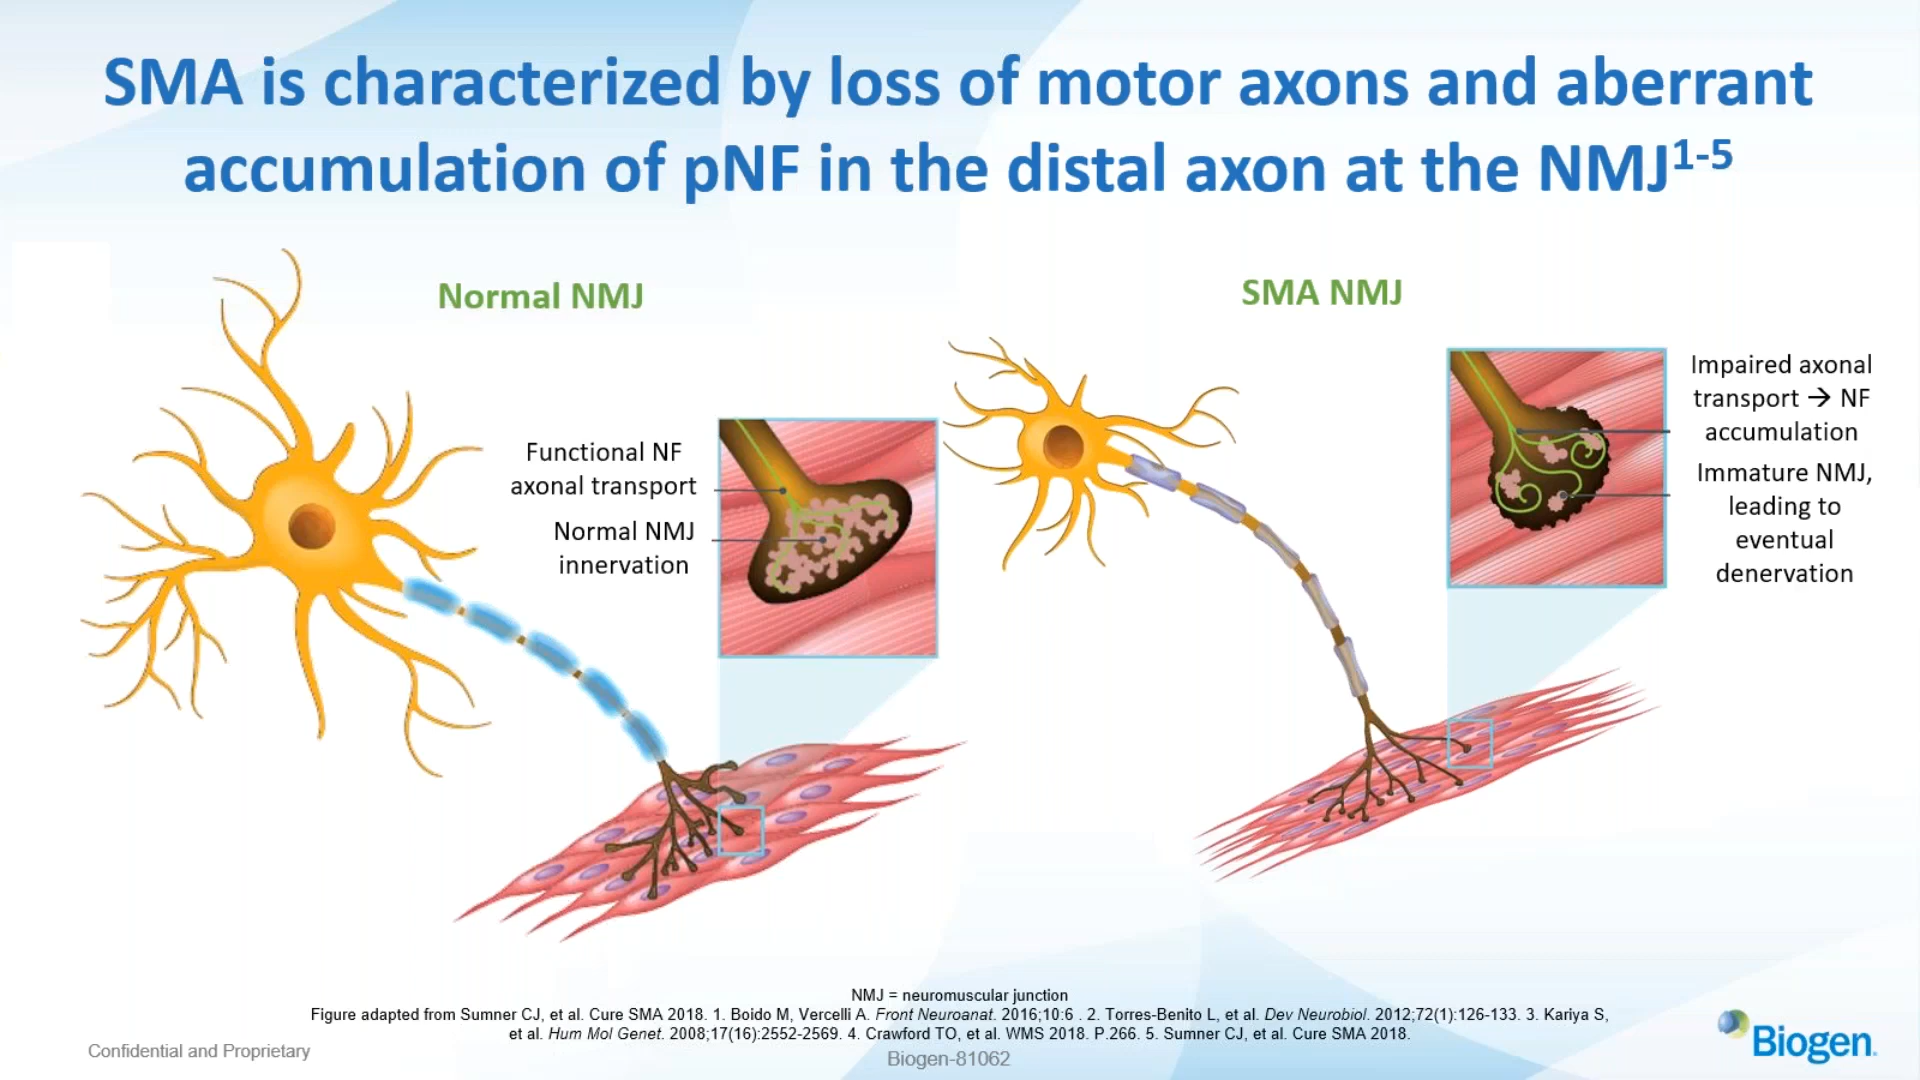 SMA is characterized by loss of motor axons and aberrant
accumulation of pNF in the distal axon at the NMJ1-5
Normal NMJ
Functional NF
axonal transport
Normal NMJ
innervation
SMA NMJ
Impaired axonal
transport → NF
accumulation
Immature NMJ,
leading to
eventual
denervation
NMJ = neuromuscular junction
Figure adapted from Sumner CJ, et al. Cure SMA 2018. 1. Boido M, Vercelli A. Front Neuroanat. 2016;10:6 . 2. Torres-Benito L, et al. Dev Neurobiol. 2012;72(1):126-133. 3. Kariya S,
et al. Hum Mol Genet. 2008;17(16):2552-2569. 4. Crawford TO, et al. WMS 2018. P.266. 5. Sumner CJ, et al. Cure SMA 2018.
Confidential and Proprietary
Biogen-81062
Biogen.